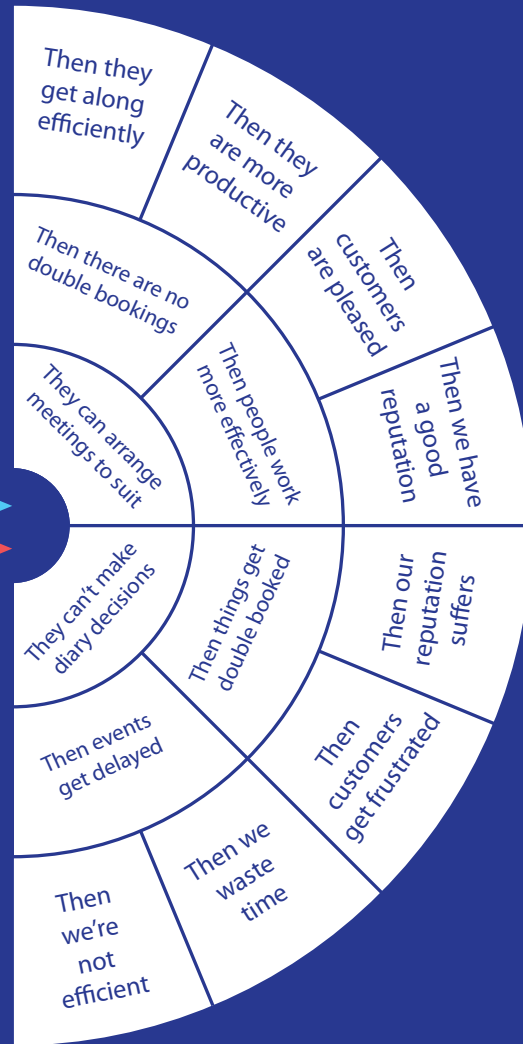 Then they
get along
efficiently
Then they
are more
productive
Then
customers
are pleased
Then we have
a good
reputation
Then there are no
double bookings
Then people work
more effectively
They can arrange
meetings to suit
They can't make
diary decisions
Then things get
double booked
Then events
get delayed
Then our
reputation
suffers
Then
customers
get frustrated
Then we
waste
time
Then
we're
not
efficient